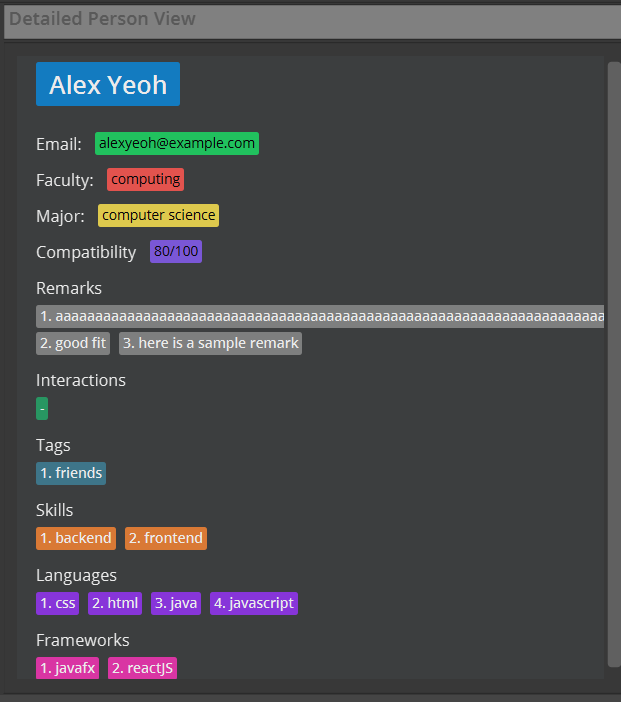 Detailed Person View
Alex Yeoh
Email: alexyeoh@example.com
Faculty: computing
Major: computer science
Compatibility 80/100
Remarks
1. aaaaaaaaaaaaaaaaaaaaaaaaaaaaaaaaaaaaaaaaaaaaaaaaaaaaaaaaaaaaaaaaaaaaaa
2. good fit 3. here is a sample remark
Interactions
-
Tags
1. friends
Skills
1. backend 2. frontend
Languages
1. css 2. html 3. java 4. javascript
Frameworks
1. javafx 2. reactJS